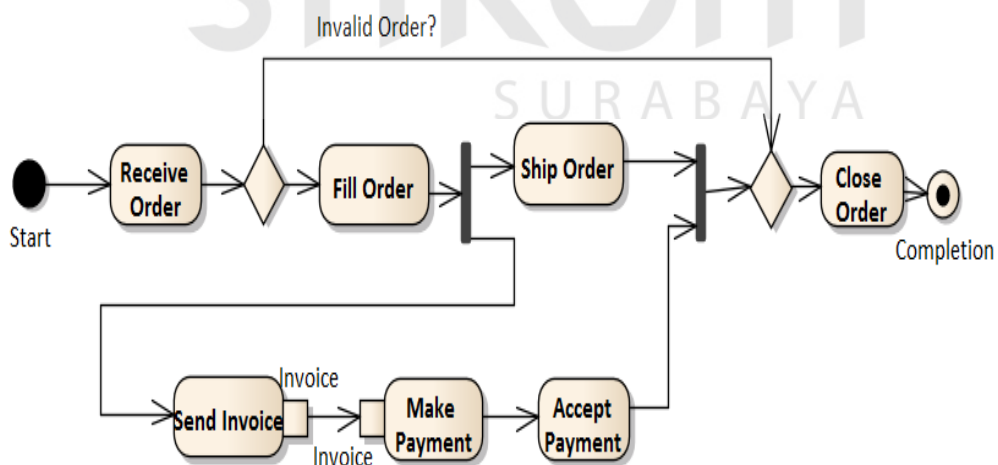 Invalid Order?
SURABAYA
Receive
Order
Fill Order
Ship Order
Close
Order
Start
Completion
Invoice
Send Invoice
Make
Payment
Accept
Payment
Invoice